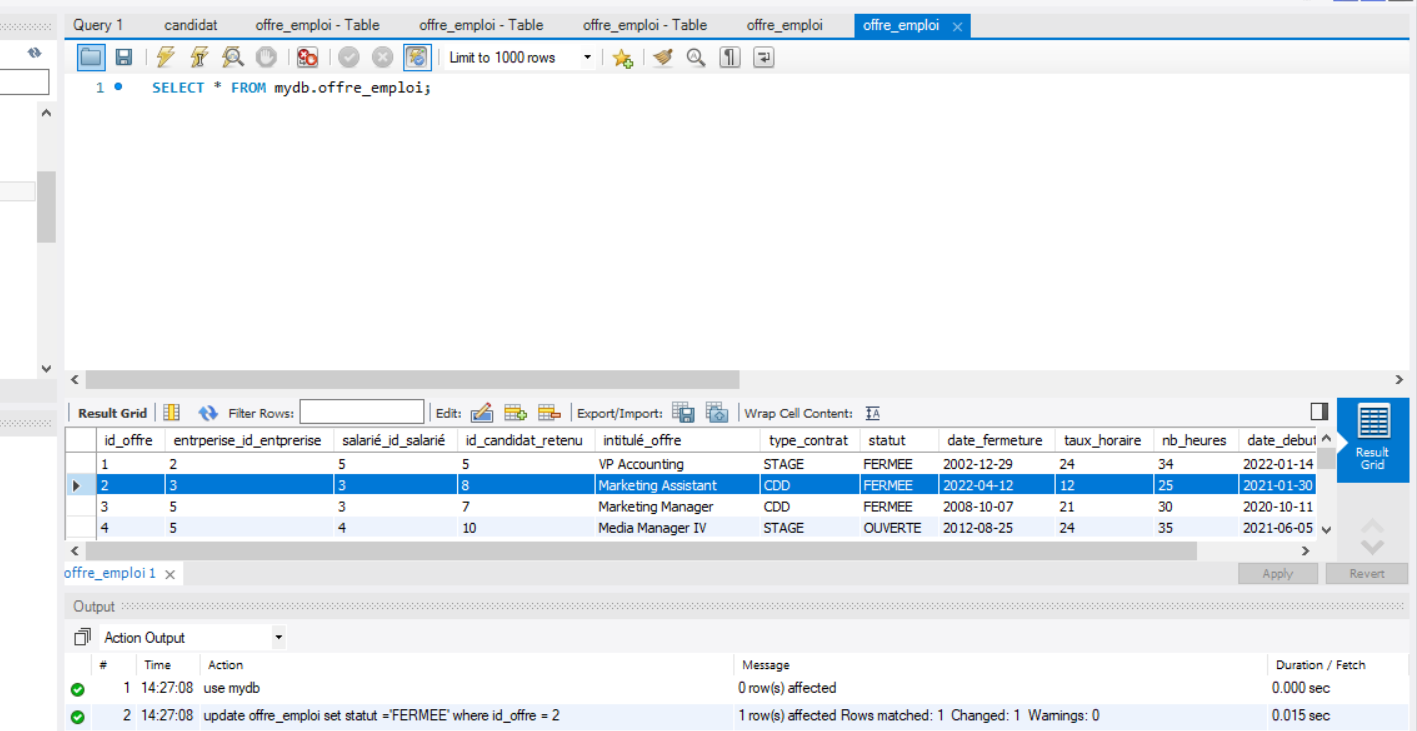 Query 1 candidat offre_emploi - Table offre_emploi - Table offre_emploi - Table offre_emploi offre_emploi
Limit to 1000 rows
1 SELECT * FROM mydb.offre_emploi;
Result Grid Filter Rows: Edit: Export/Import: Wrap Cell Content:
id_offre entrperise_id_entprerise salarié_id_salarié id_candidat_retenu intitulé_offre type_contrat statut date_fermeture taux_horaire nb_heures date_debut
1 2 5 5 VP Accounting STAGE FERMEE 2002-12-29 24 34 2022-01-14
2 3 3 8 Marketing Assistant CDD FERMEE 2022-04-12 12 25 2021-01-30
3 5 3 7 Marketing Manager CDD FERMEE 2008-10-07 21 30 2020-10-11
4 5 4 10 Media Manager IV STAGE OUVERTE 2012-08-25 24 35 2021-06-05
Result
Grid
offre_emploi 1 Apply Revert
Output
Action Output
# Time Action Message Duration / Fetch
1 14:27:08 use mydb 0 row(s) affected 0.000 sec
2 14:27:08 update offre_emploi set statut ='FERMEE' where id_offre = 2 1 row(s) affected Rows matched: 1 Changed: 1 Warnings: 0 0.015 sec